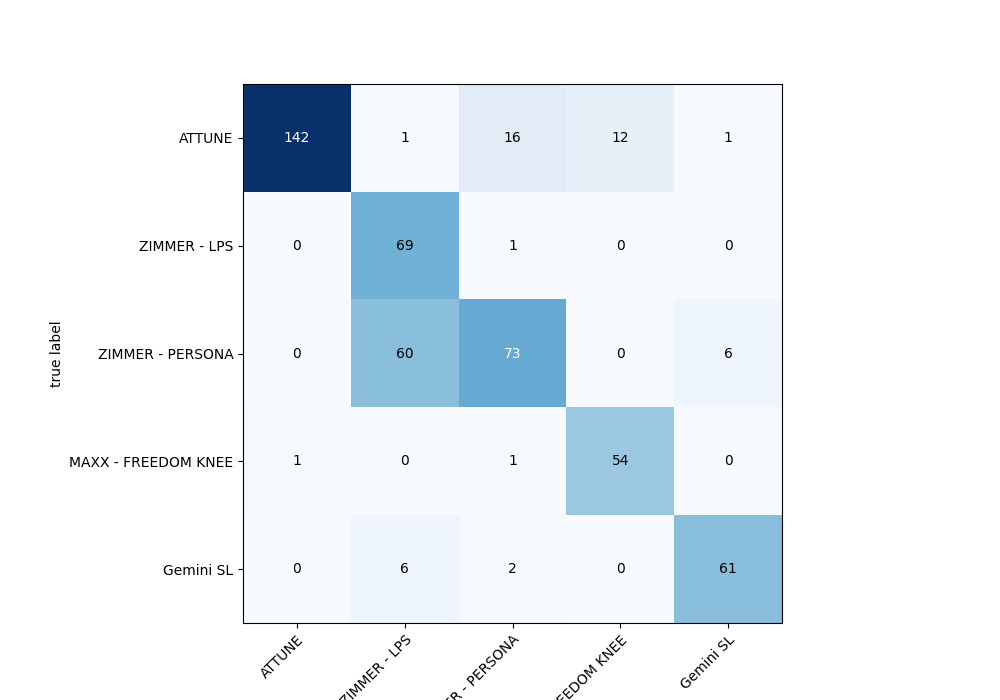 ATTUNE 142 1 16 12 1
ZIMMER - LPS 0 69 1 0 0
true label
ZIMMER - PERSONA 0 60 73 0 6
MAXX - FREEDOM KNEE 1 0 1 54 0
Gemini SL 0 6 2 0 61
ATTUNE ZIMMER - LPS ER - PERSONA EEDOM KNEE Gemini SL